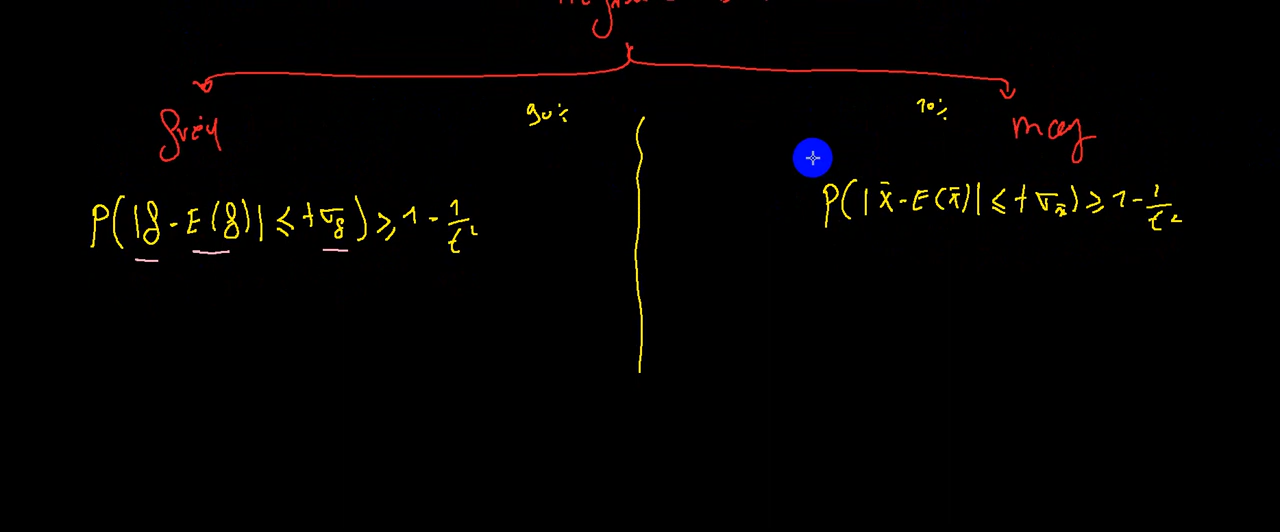 90% 10%
fréq moy
P(|f - E(f)| ≤ tσ_f) ≥ 1 - 1/t²
P(|x̄ - E(x̄)| ≤ tσ_x̄) ≥ 1 - 1/t²